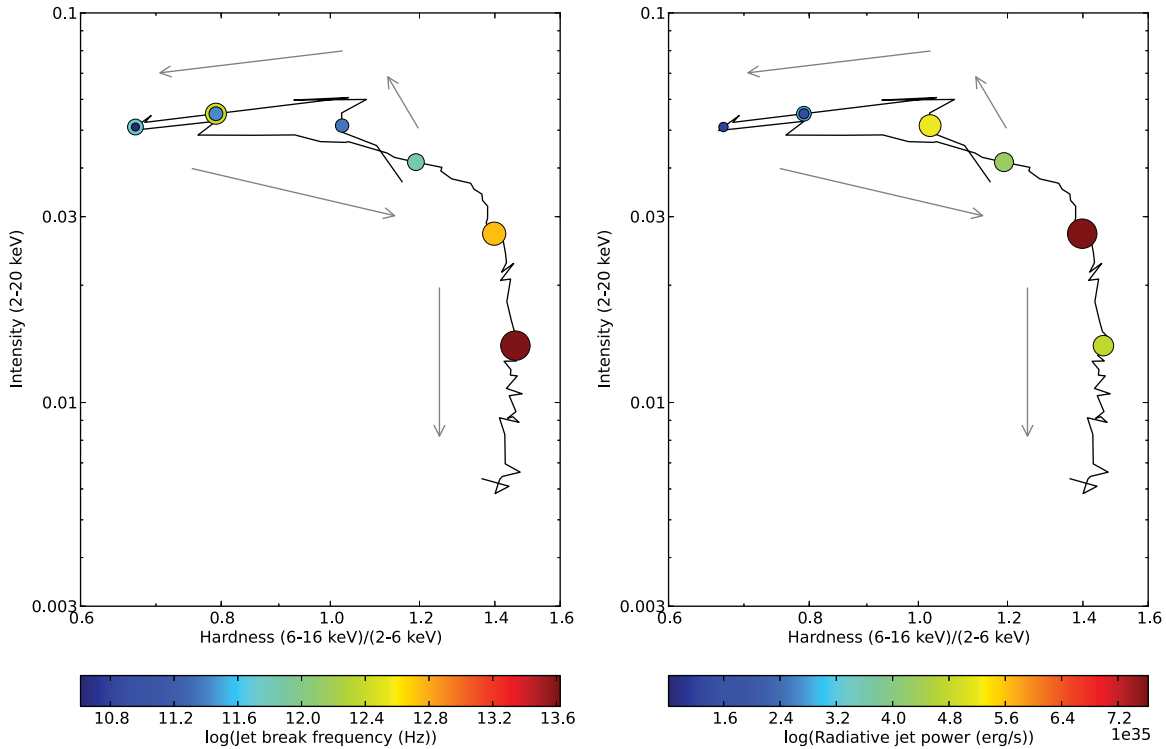 0.1
0.03
0.01
0.003
Intensity (2-20 keV)
0.6 0.8 1.0 1.2 1.4 1.6
Hardness (6-16 keV)/(2-6 keV)
10.8 11.2 11.6 12.0 12.4 12.8 13.2 13.6
log(Jet break frequency (Hz))
0.1
0.03
0.01
0.003
Intensity (2-20 keV)
0.6 0.8 1.0 1.2 1.4 1.6
Hardness (6-16 keV)/(2-6 keV)
1.6 2.4 3.2 4.0 4.8 5.6 6.4 7.2
1e35
log(Radiative jet power (erg/s))